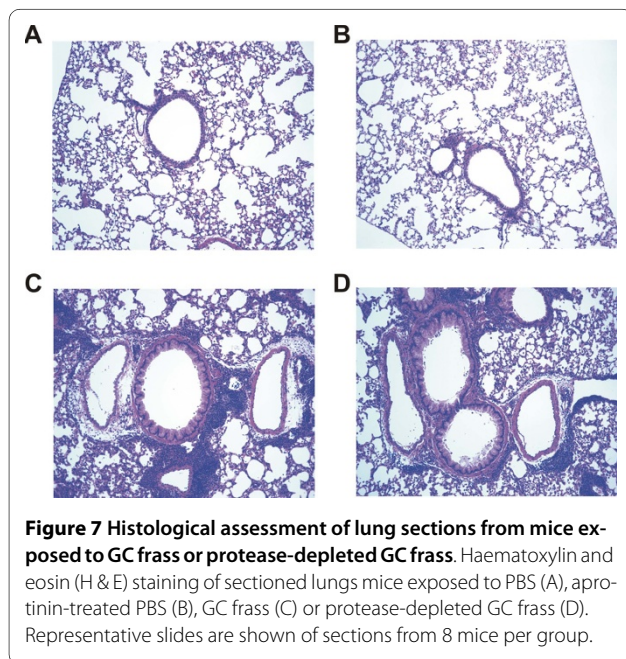 A
B
C
D
Figure 7 Histological assessment of lung sections from mice ex-
posed to GC frass or protease-depleted GC frass. Haematoxylin and
eosin (H & E) staining of sectioned lungs mice exposed to PBS (A), apro-
tinin-treated PBS (B), GC frass (C) or protease-depleted GC frass (D).
Representative slides are shown of sections from 8 mice per group.